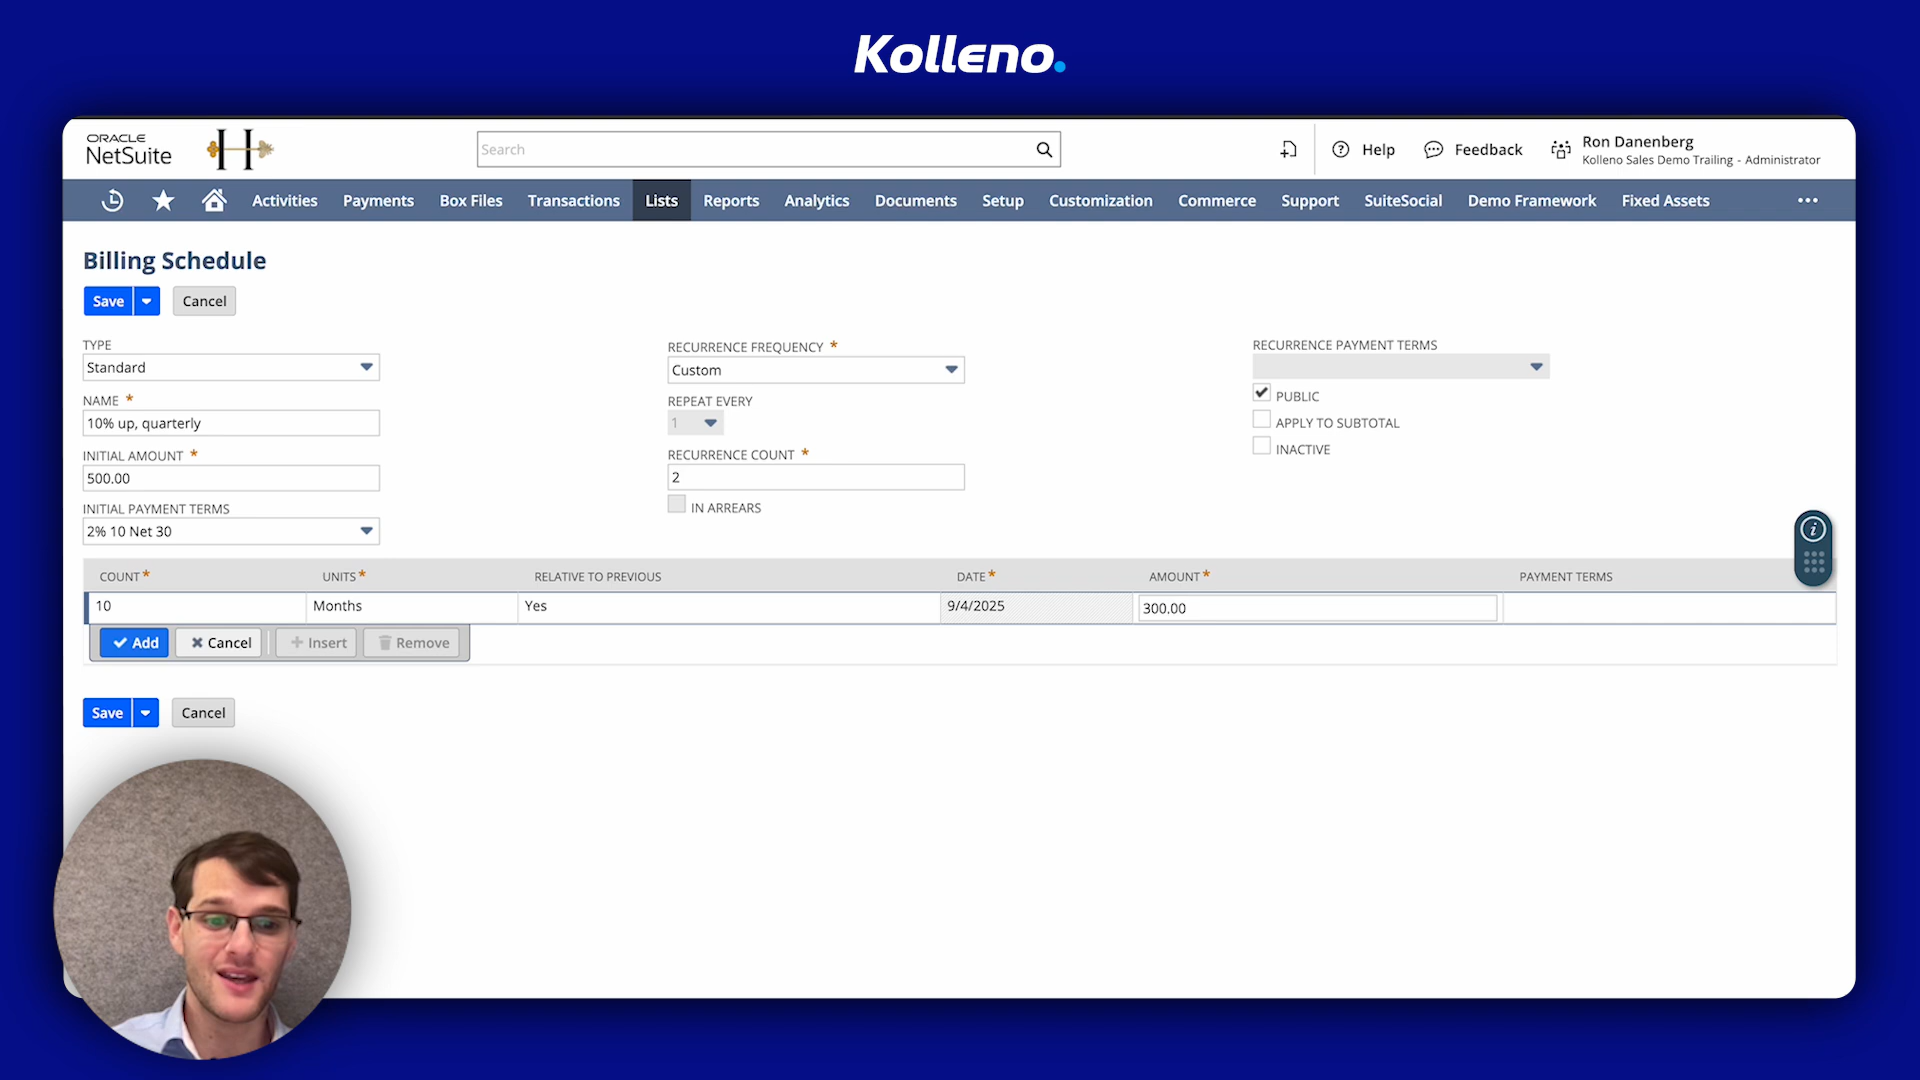 Kolleno.
ORACLE
NetSuite
H
Search
Help
Feedback
Ron Danenberg
Kolleno Sales Demo Trailing - Administrator
Activities Payments Box Files Transactions Lists Reports Analytics Documents Setup Customization Commerce Support SuiteSocial Demo Framework Fixed Assets
Billing Schedule
Save Cancel
TYPE
Standard
NAME *
10% up, quarterly
INITIAL AMOUNT *
500.00
INITIAL PAYMENT TERMS
2% 10 Net 30
RECURRENCE FREQUENCY *
Custom
REPEAT EVERY
1
RECURRENCE COUNT *
2
IN ARREARS
RECURRENCE PAYMENT TERMS
PUBLIC
APPLY TO SUBTOTAL
INACTIVE
COUNT * UNITS * RELATIVE TO PREVIOUS DATE * AMOUNT * PAYMENT TERMS
10 Months Yes 9/4/2025 300.00
Add Cancel Insert Remove
Save Cancel